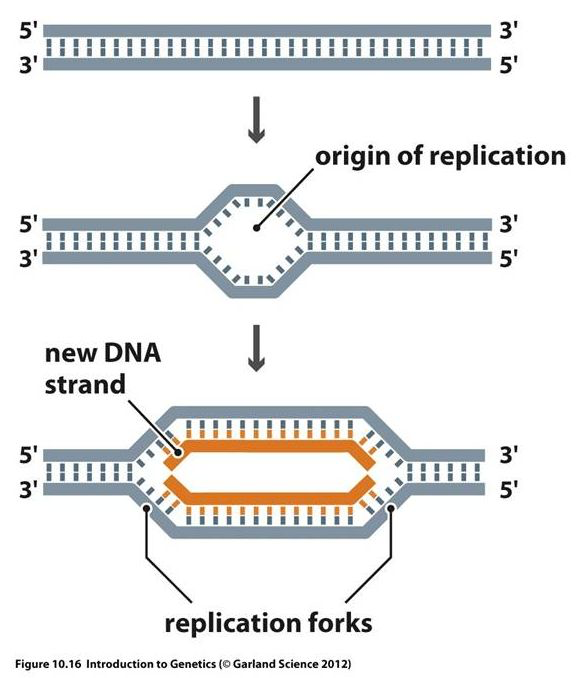 5' 3'
3' 5'
origin of replication
5' 3'
3' 5'
new DNA
strand
5' 3'
3' 5'
replication forks
Figure 10.16 Introduction to Genetics (© Garland Science 2012)